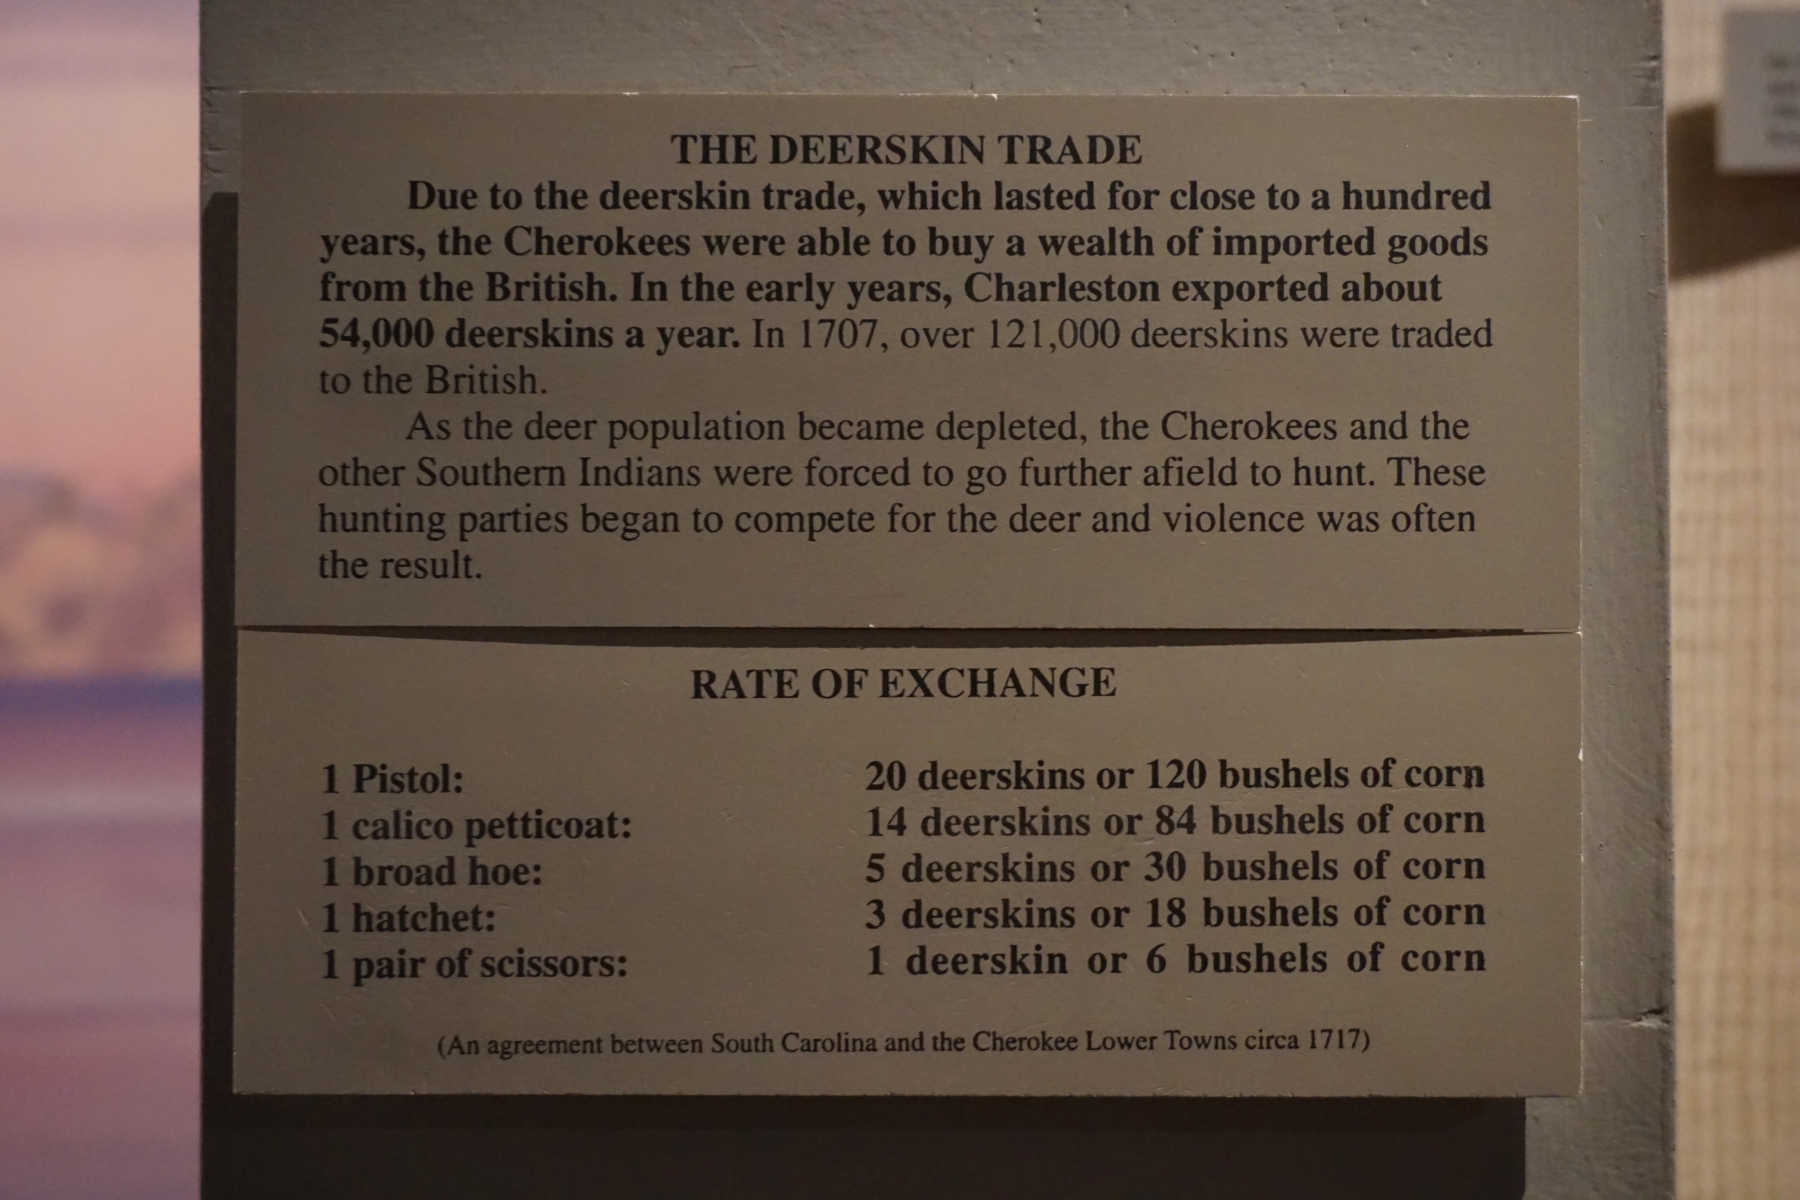 THE DEERSKIN TRADE
Due to the deerskin trade, which lasted for close to a hundred
years, the Cherokees were able to buy a wealth of imported goods
from the British. In the early years, Charleston exported about
54,000 deerskins a year. In 1707, over 121,000 deerskins were traded
to the British.
As the deer population became depleted, the Cherokees and the
other Southern Indians were forced to go further afield to hunt. These
hunting parties began to compete for the deer and violence was often
the result.
RATE OF EXCHANGE
1 Pistol: 20 deerskins or 120 bushels of corn
1 calico petticoat: 14 deerskins or 84 bushels of corn
1 broad hoe: 5 deerskins or 30 bushels of corn
1 hatchet: 3 deerskins or 18 bushels of corn
1 pair of scissors: 1 deerskin or 6 bushels of corn
(An agreement between South Carolina and the Cherokee Lower Towns circa 1717)